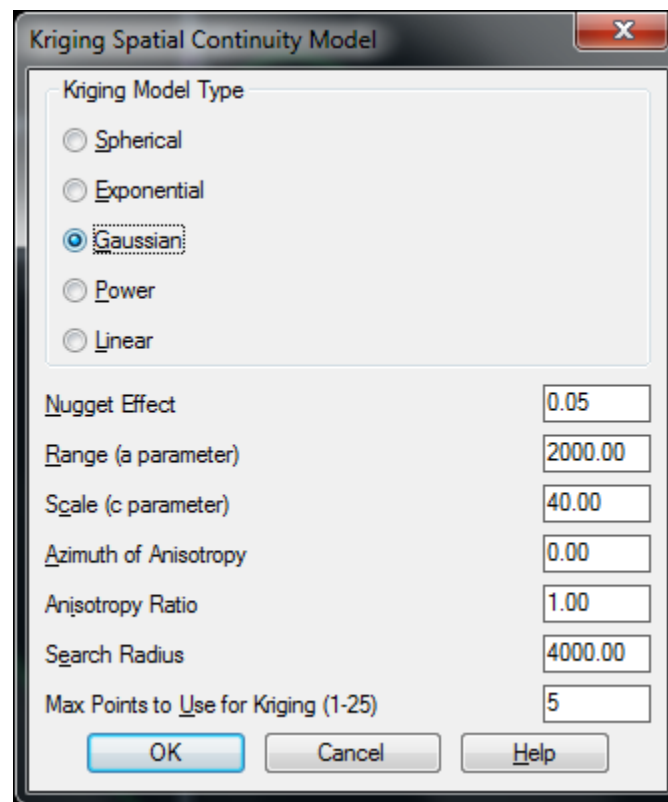 Kriging Spatial Continuity Model
Kriging Model Type
Spherical
Exponential
Gaussian
Power
Linear
Nugget Effect 0.05
Range (a parameter) 2000.00
Scale (c parameter) 40.00
Azimuth of Anisotropy 0.00
Anisotropy Ratio 1.00
Search Radius 4000.00
Max Points to Use for Kriging (1-25) 5
OK Cancel Help